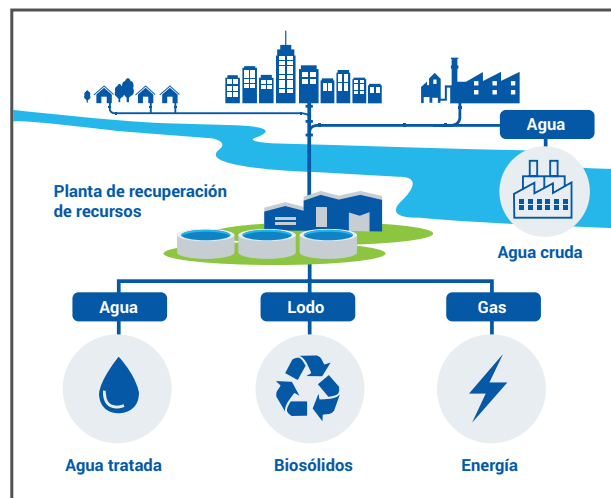 Agua
Planta de recuperación
de recursos
Agua cruda
Agua
Lodo
Gas
Agua tratada
Biosólidos
Energía